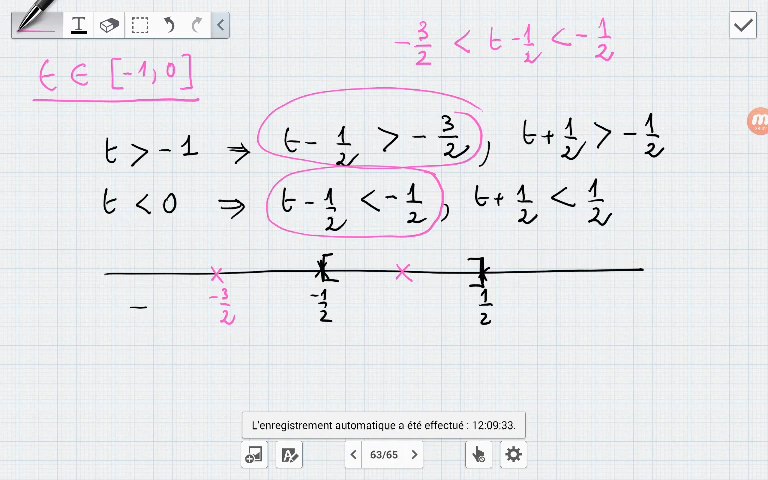 T
-3/2 < t - 1/2 < -1/2
t ∈ [-1, 0]
t > -1 ⇒ t - 1/2 > -3/2, t + 1/2 > -1/2
t < 0 ⇒ t - 1/2 < -1/2, t + 1/2 < 1/2
[ ]
- -3/2 -1/2 1/2
L'enregistrement automatique a été effectué : 12:09:33.
63/65